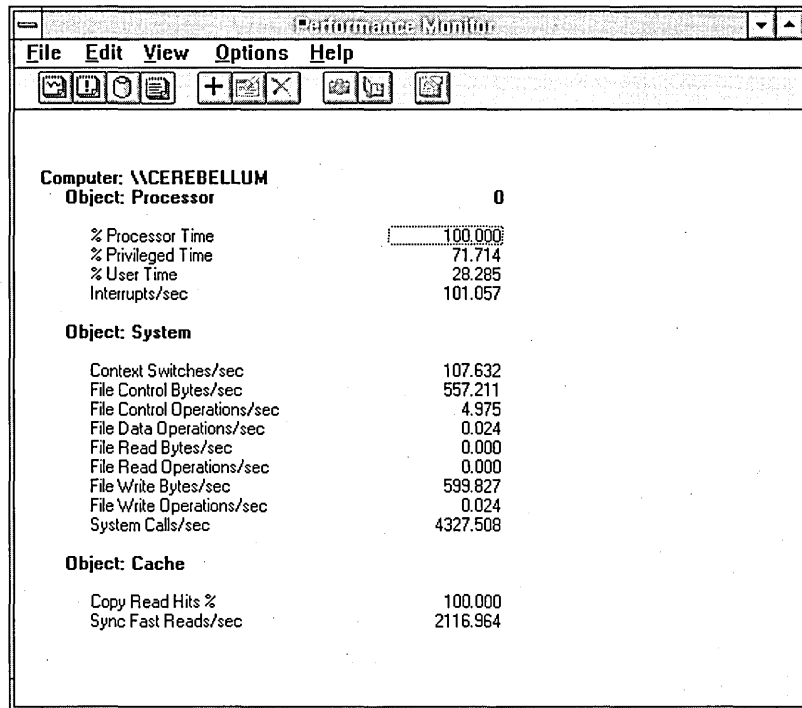 Performance Monitor
File Edit View Options Help
Computer: \\CEREBELLUM
Object: Processor 0
% Processor Time 100.000
% Privileged Time 71.714
% User Time 28.285
Interrupts/sec 101.057
Object: System
Context Switches/sec 107.632
File Control Bytes/sec 557.211
File Control Operations/sec 4.975
File Data Operations/sec 0.024
File Read Bytes/sec 0.000
File Read Operations/sec 0.000
File Write Bytes/sec 599.827
File Write Operations/sec 0.024
System Calls/sec 4327.508
Object: Cache
Copy Read Hits % 100.000
Sync Fast Reads/sec 2116.964